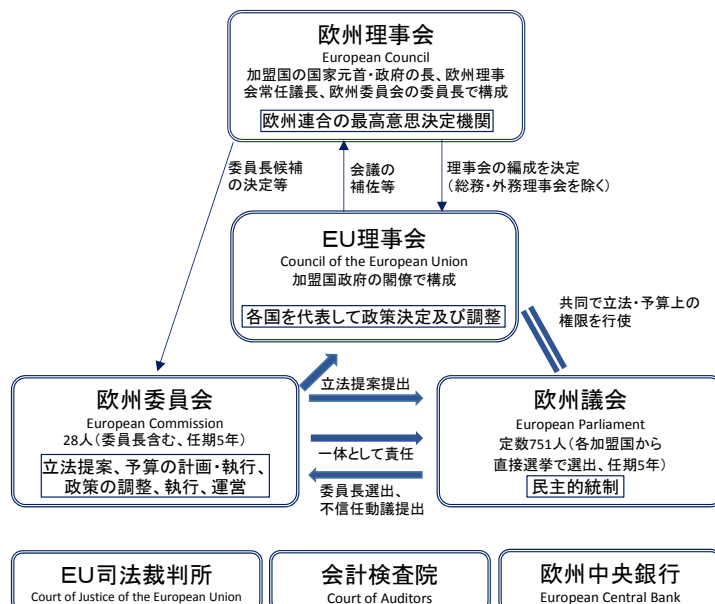 欧州理事会
European Council
加盟国の国家元首・政府の長、欧州理事
会常任議長、欧州委員会の委員長で構成
欧州連合の最高意思決定機関
委員長候補
の決定等
会議の
補佐等
理事会の編成を決定
(総務・外務理事会を除く)
EU理事会
Council of the European Union
加盟国政府の閣僚で構成
各国を代表して政策決定及び調整
共同で立法・予算上の
権限を行使
欧州委員会
European Commission
28人(委員長含む、任期5年)
立法提案、予算の計画・執行、
政策の調整、執行、運営
立法提案提出
一体として責任
委員長選出、
不信任動議提出
欧州議会
European Parliament
定数751人(各加盟国から
直接選挙で選出、任期5年)
民主的統制
EU司法裁判所
Court of Justice of the European Union
会計検査院
Court of Auditors
欧州中央銀行
European Central Bank